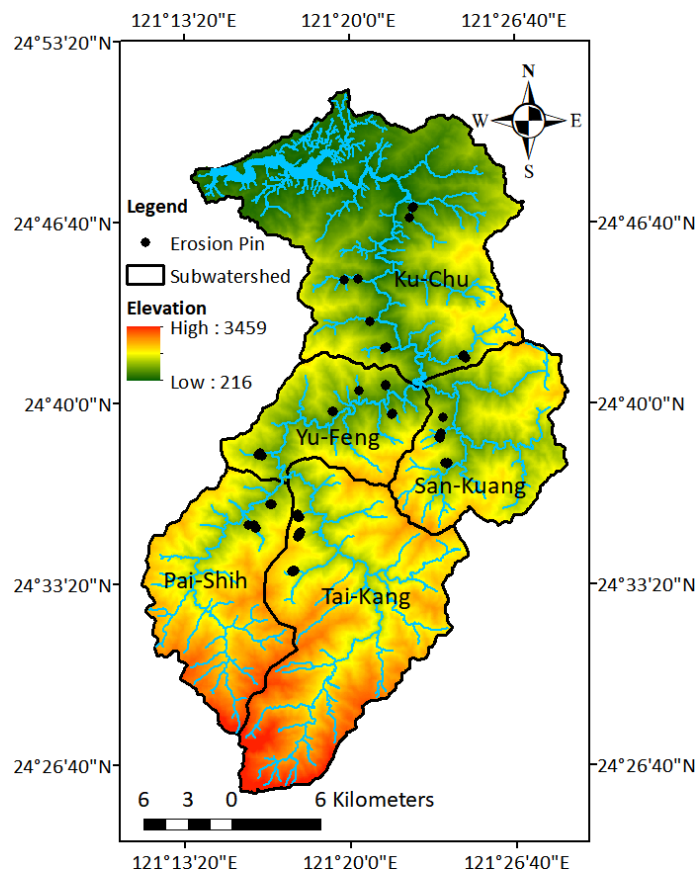 121°13'20"E 121°20'0"E 121°26'40"E
24°53'20"N
N
W E
S
24°46'40"N 24°46'40"N
Legend
Erosion Pin
Subwatershed
Elevation
High : 3459
Low : 216
Ku-Chu
24°40'0"N 24°40'0"N
Yu-Feng
San-Kuang
Pai-Shih
Tai-Kang
24°33'20"N 24°33'20"N
24°26'40"N 24°26'40"N
6 3 0 6 Kilometers
121°13'20"E 121°20'0"E 121°26'40"E